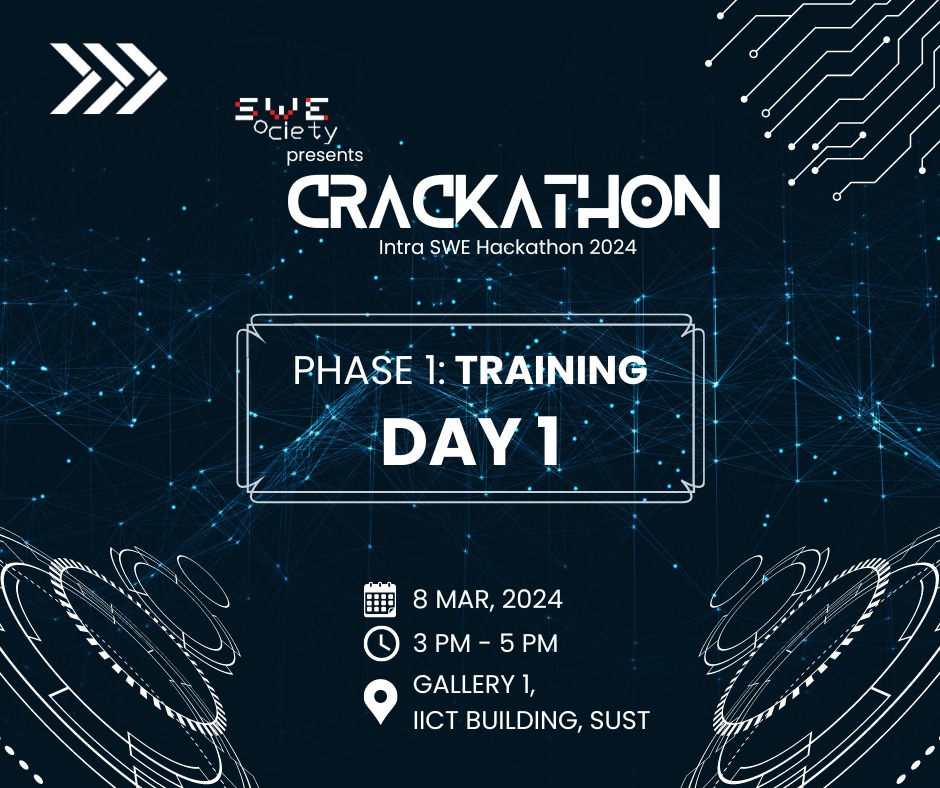 SWE
Ociety
presents
CRACKATHON
Intra SWE Hackathon 2024
PHASE 1: TRAINING
DAY 1
8 MAR, 2024
3 PM - 5 PM
GALLERY 1,
IICT BUILDING, SUST